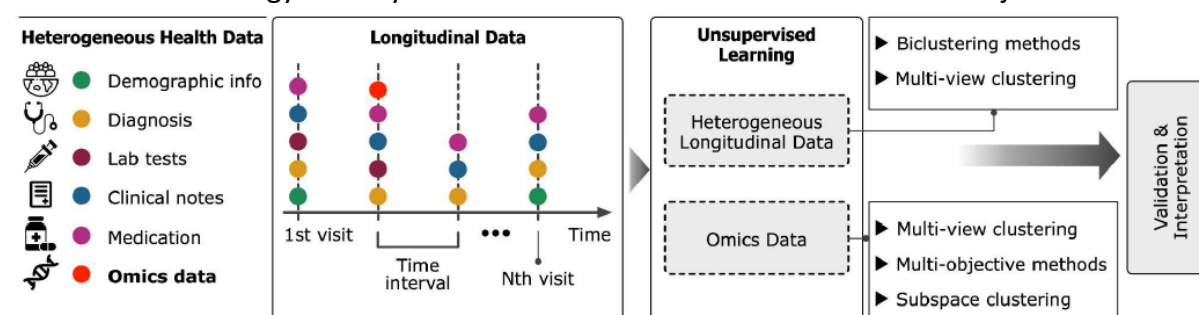 Heterogeneous Health Data
Demographic info
Diagnosis
Lab tests
Clinical notes
Medication
Omics data
Longitudinal Data
1st visit
•••
Time
Time
interval
Nth visit
Unsupervised
Learning
Heterogeneous
Longitudinal Data
Omics Data
▶ Biclustering methods
▶ Multi-view clustering
▶ Multi-view clustering
▶ Multi-objective methods
▶ Subspace clustering
Validation &
Interpretation